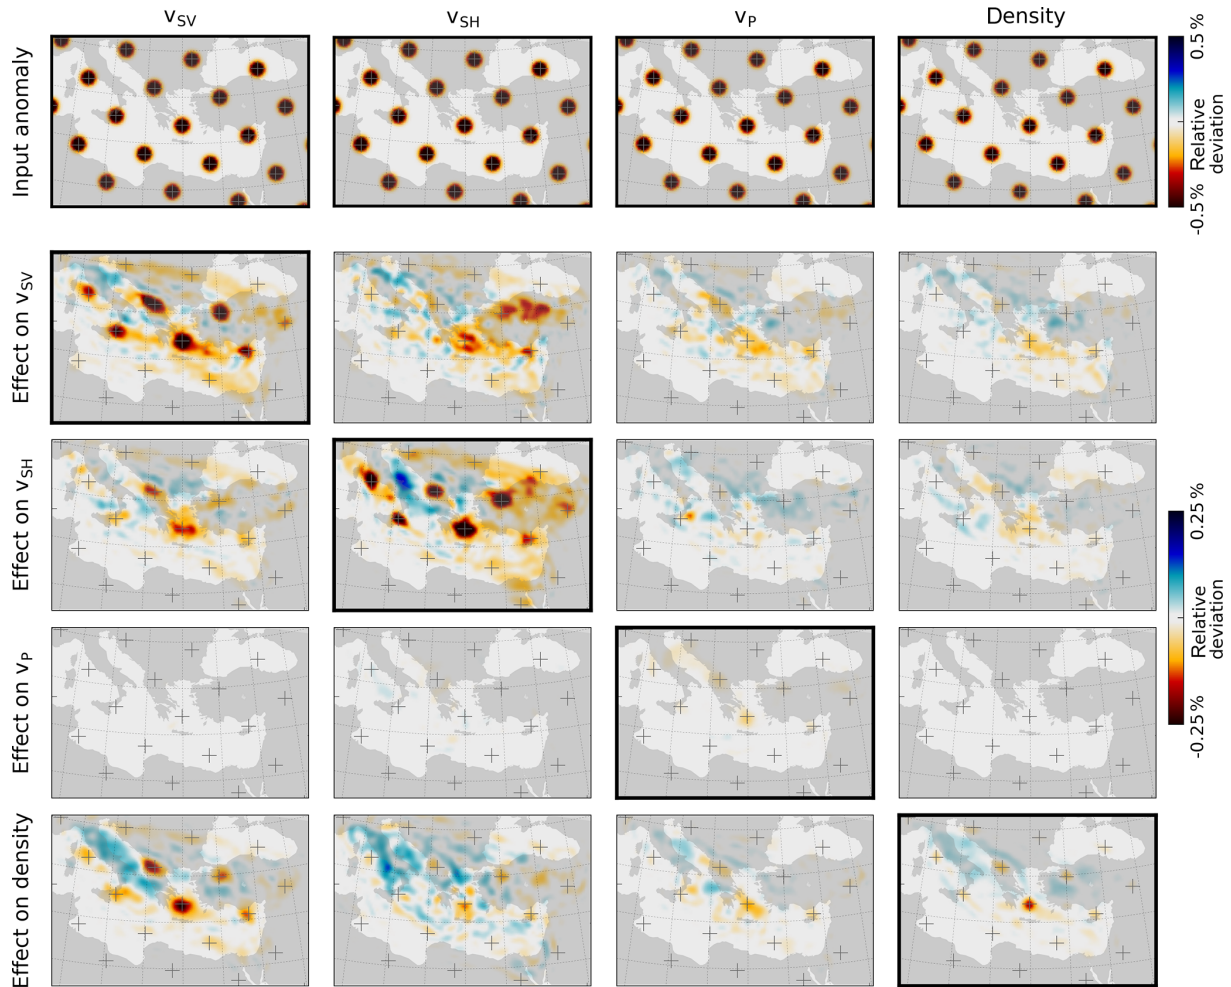 v_SV
v_SH
v_P
Density
Input anomaly
0.5 %
Relative
deviation
-0.5 %
Effect on v_SV
Effect on v_SH
0.25 %
Relative
deviation
-0.25 %
Effect on v_P
Effect on density